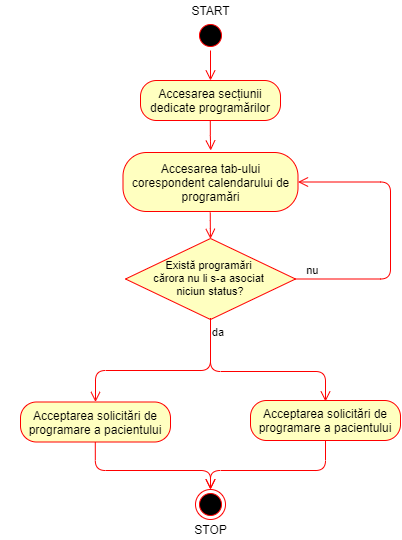 START
Accesarea secțiunii
dedicate programărilor
Accesarea tab-ului
corespondent calendarului de
programări
Există programări
cărora nu li s-a asociat
niciun status?
nu
da
Acceptarea solicitări de
programare a pacientului
Acceptarea solicitări de
programare a pacientului
STOP